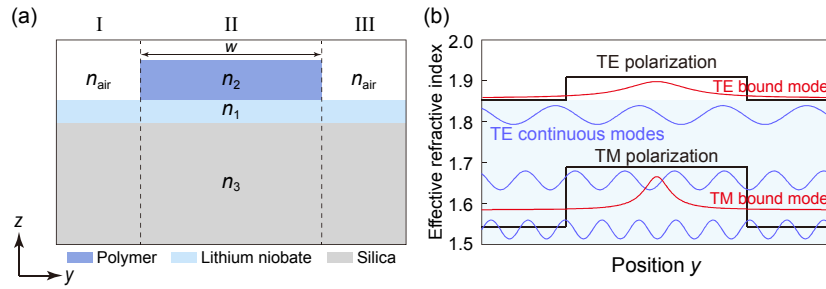 (a)
I II III
w
n_air n_2 n_air
n_1
n_3
z
y
Polymer Lithium niobate Silica
(b)
Effective refractive index
2.0
1.9
1.8
1.7
1.6
1.5
TE polarization
TE bound mode
TE continuous modes
TM polarization
TM bound mode
Position y